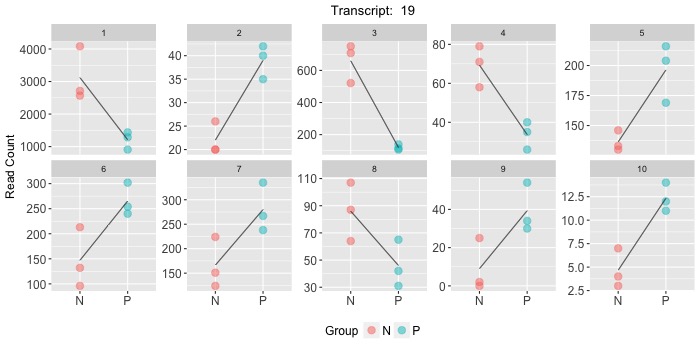 Transcript: 19
Read Count
1 2 3 4 5
4000 3000 2000 1000
40 35 30 25 20
600 400 200
80 60 40
200 175 150
6 7 8 9 10
300 250 200 150 100
300 250 200 150
110 90 70 50 30
40 20 0
12.5 10.0 7.5 5.0 2.5
N P N P N P N P N P
Group N P